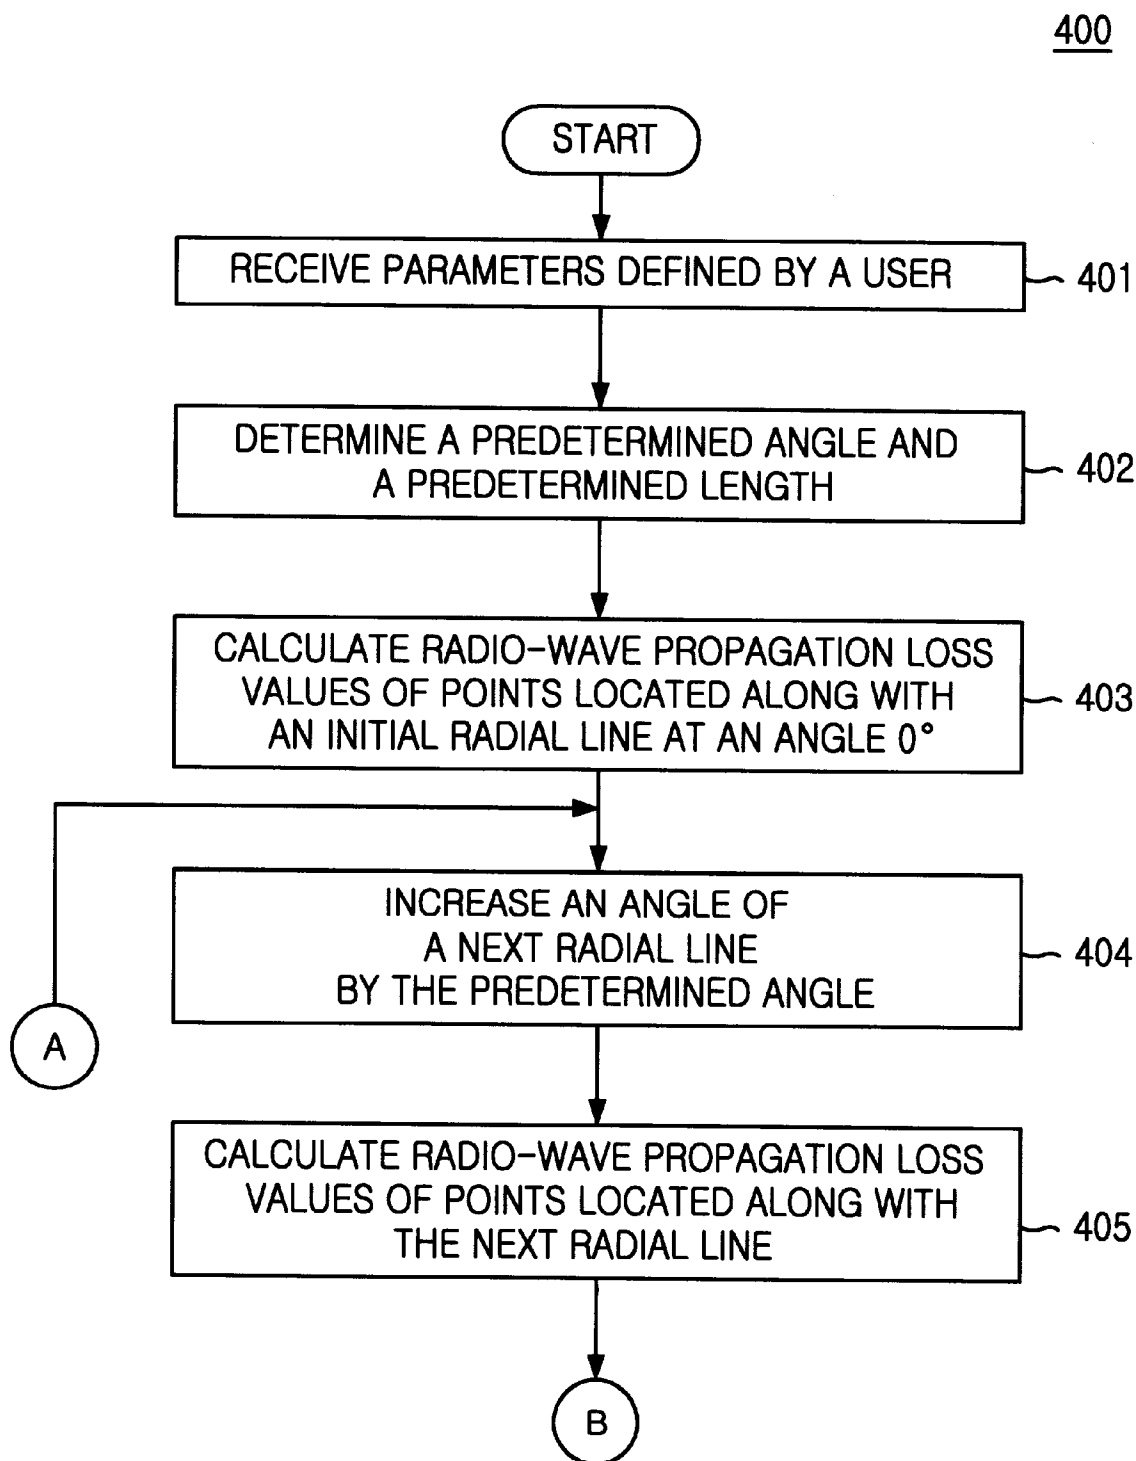 400
START
RECEIVE PARAMETERS DEFINED BY A USER
401
DETERMINE A PREDETERMINED ANGLE AND
A PREDETERMINED LENGTH
402
CALCULATE RADIO-WAVE PROPAGATION LOSS
VALUES OF POINTS LOCATED ALONG WITH
AN INITIAL RADIAL LINE AT AN ANGLE 0°
403
INCREASE AN ANGLE OF
A NEXT RADIAL LINE
BY THE PREDETERMINED ANGLE
404
A
CALCULATE RADIO-WAVE PROPAGATION LOSS
VALUES OF POINTS LOCATED ALONG WITH
THE NEXT RADIAL LINE
405
B